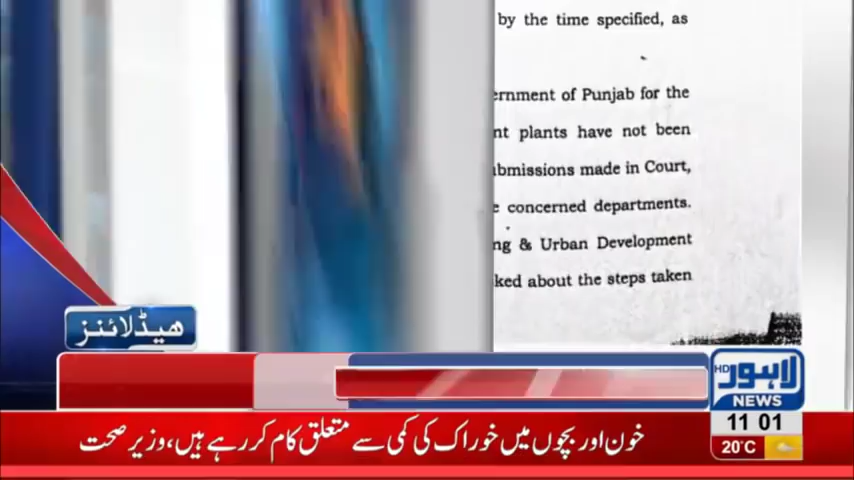 by the time specified, as
ernment of Punjab for the
nt plants have not been
ubmissions made in Court,
e concerned departments.
ng & Urban Development
ked about the steps taken
ہیڈلائنز
لاہور HD
NEWS
11 01
20°C
خون اور بچوں میں خوراک کی کمی سے متعلق کام کر رہے ہیں، وزیر صحت